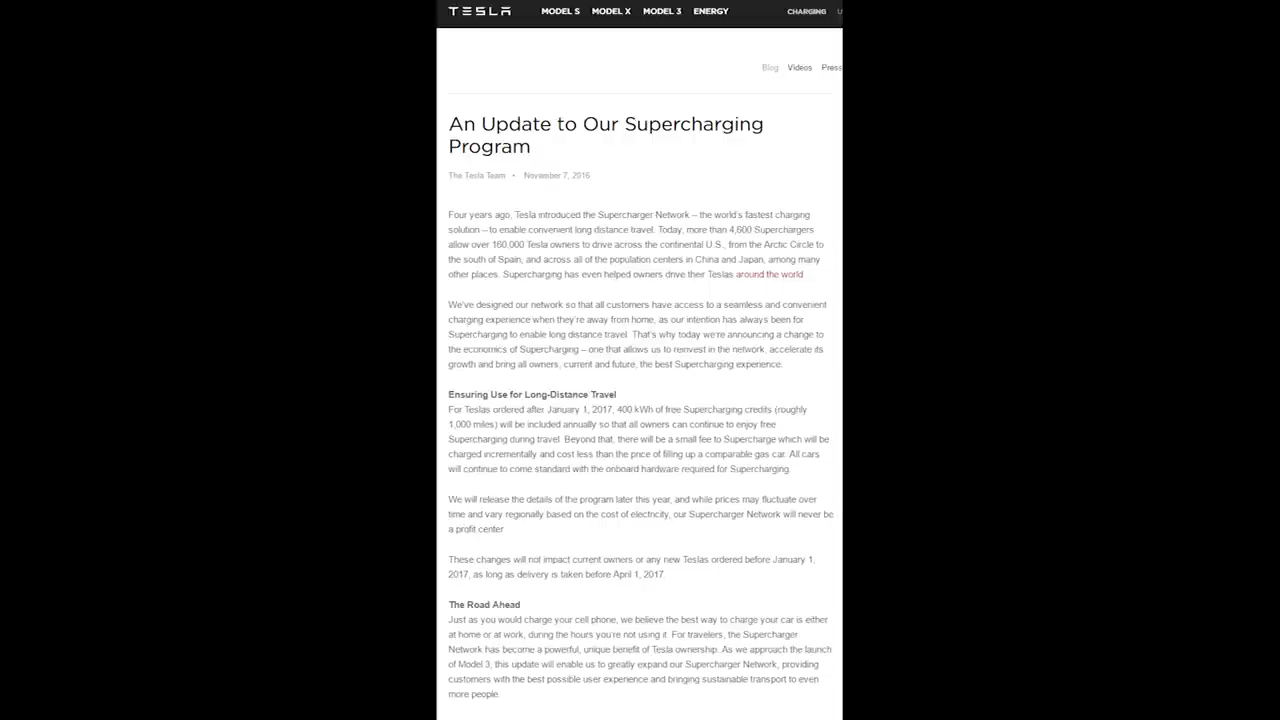 TESLA MODEL S MODEL X MODEL 3 ENERGY CHARGING
Blog Videos Press
An Update to Our Supercharging
Program
The Tesla Team • November 7, 2016
Four years ago, Tesla introduced the Supercharger Network – the world's fastest charging
solution – to enable convenient long distance travel. Today, more than 4,600 Superchargers
allow over 160,000 Tesla owners to drive across the continental U.S., from the Arctic Circle to
the south of Spain, and across all of the population centers in China and Japan, among many
other places. Supercharging has even helped owners drive their Teslas around the world
We've designed our network so that all customers have access to a seamless and convenient
charging experience when they're away from home, as our intention has always been for
Supercharging to enable long distance travel. That's why today we're announcing a change to
the economics of Supercharging – one that allows us to reinvest in the network, accelerate its
growth and bring all owners, current and future, the best Supercharging experience.
Ensuring Use for Long-Distance Travel
For Teslas ordered after January 1, 2017, 400 kWh of free Supercharging credits (roughly
1,000 miles) will be included annually so that all owners can continue to enjoy free
Supercharging during travel. Beyond that, there will be a small fee to Supercharge which will be
charged incrementally and cost less than the price of filling up a comparable gas car. All cars
will continue to come standard with the onboard hardware required for Supercharging.
We will release the details of the program later this year, and while prices may fluctuate over
time and vary regionally based on the cost of electricity, our Supercharger Network will never be
a profit center
These changes will not impact current owners or any new Teslas ordered before January 1,
2017, as long as delivery is taken before April 1, 2017.
The Road Ahead
Just as you would charge your cell phone, we believe the best way to charge your car is either
at home or at work, during the hours you're not using it. For travelers, the Supercharger
Network has become a powerful, unique benefit of Tesla ownership. As we approach the launch
of Model 3, this update will enable us to greatly expand our Supercharger Network, providing
customers with the best possible user experience and bringing sustainable transport to even
more people.